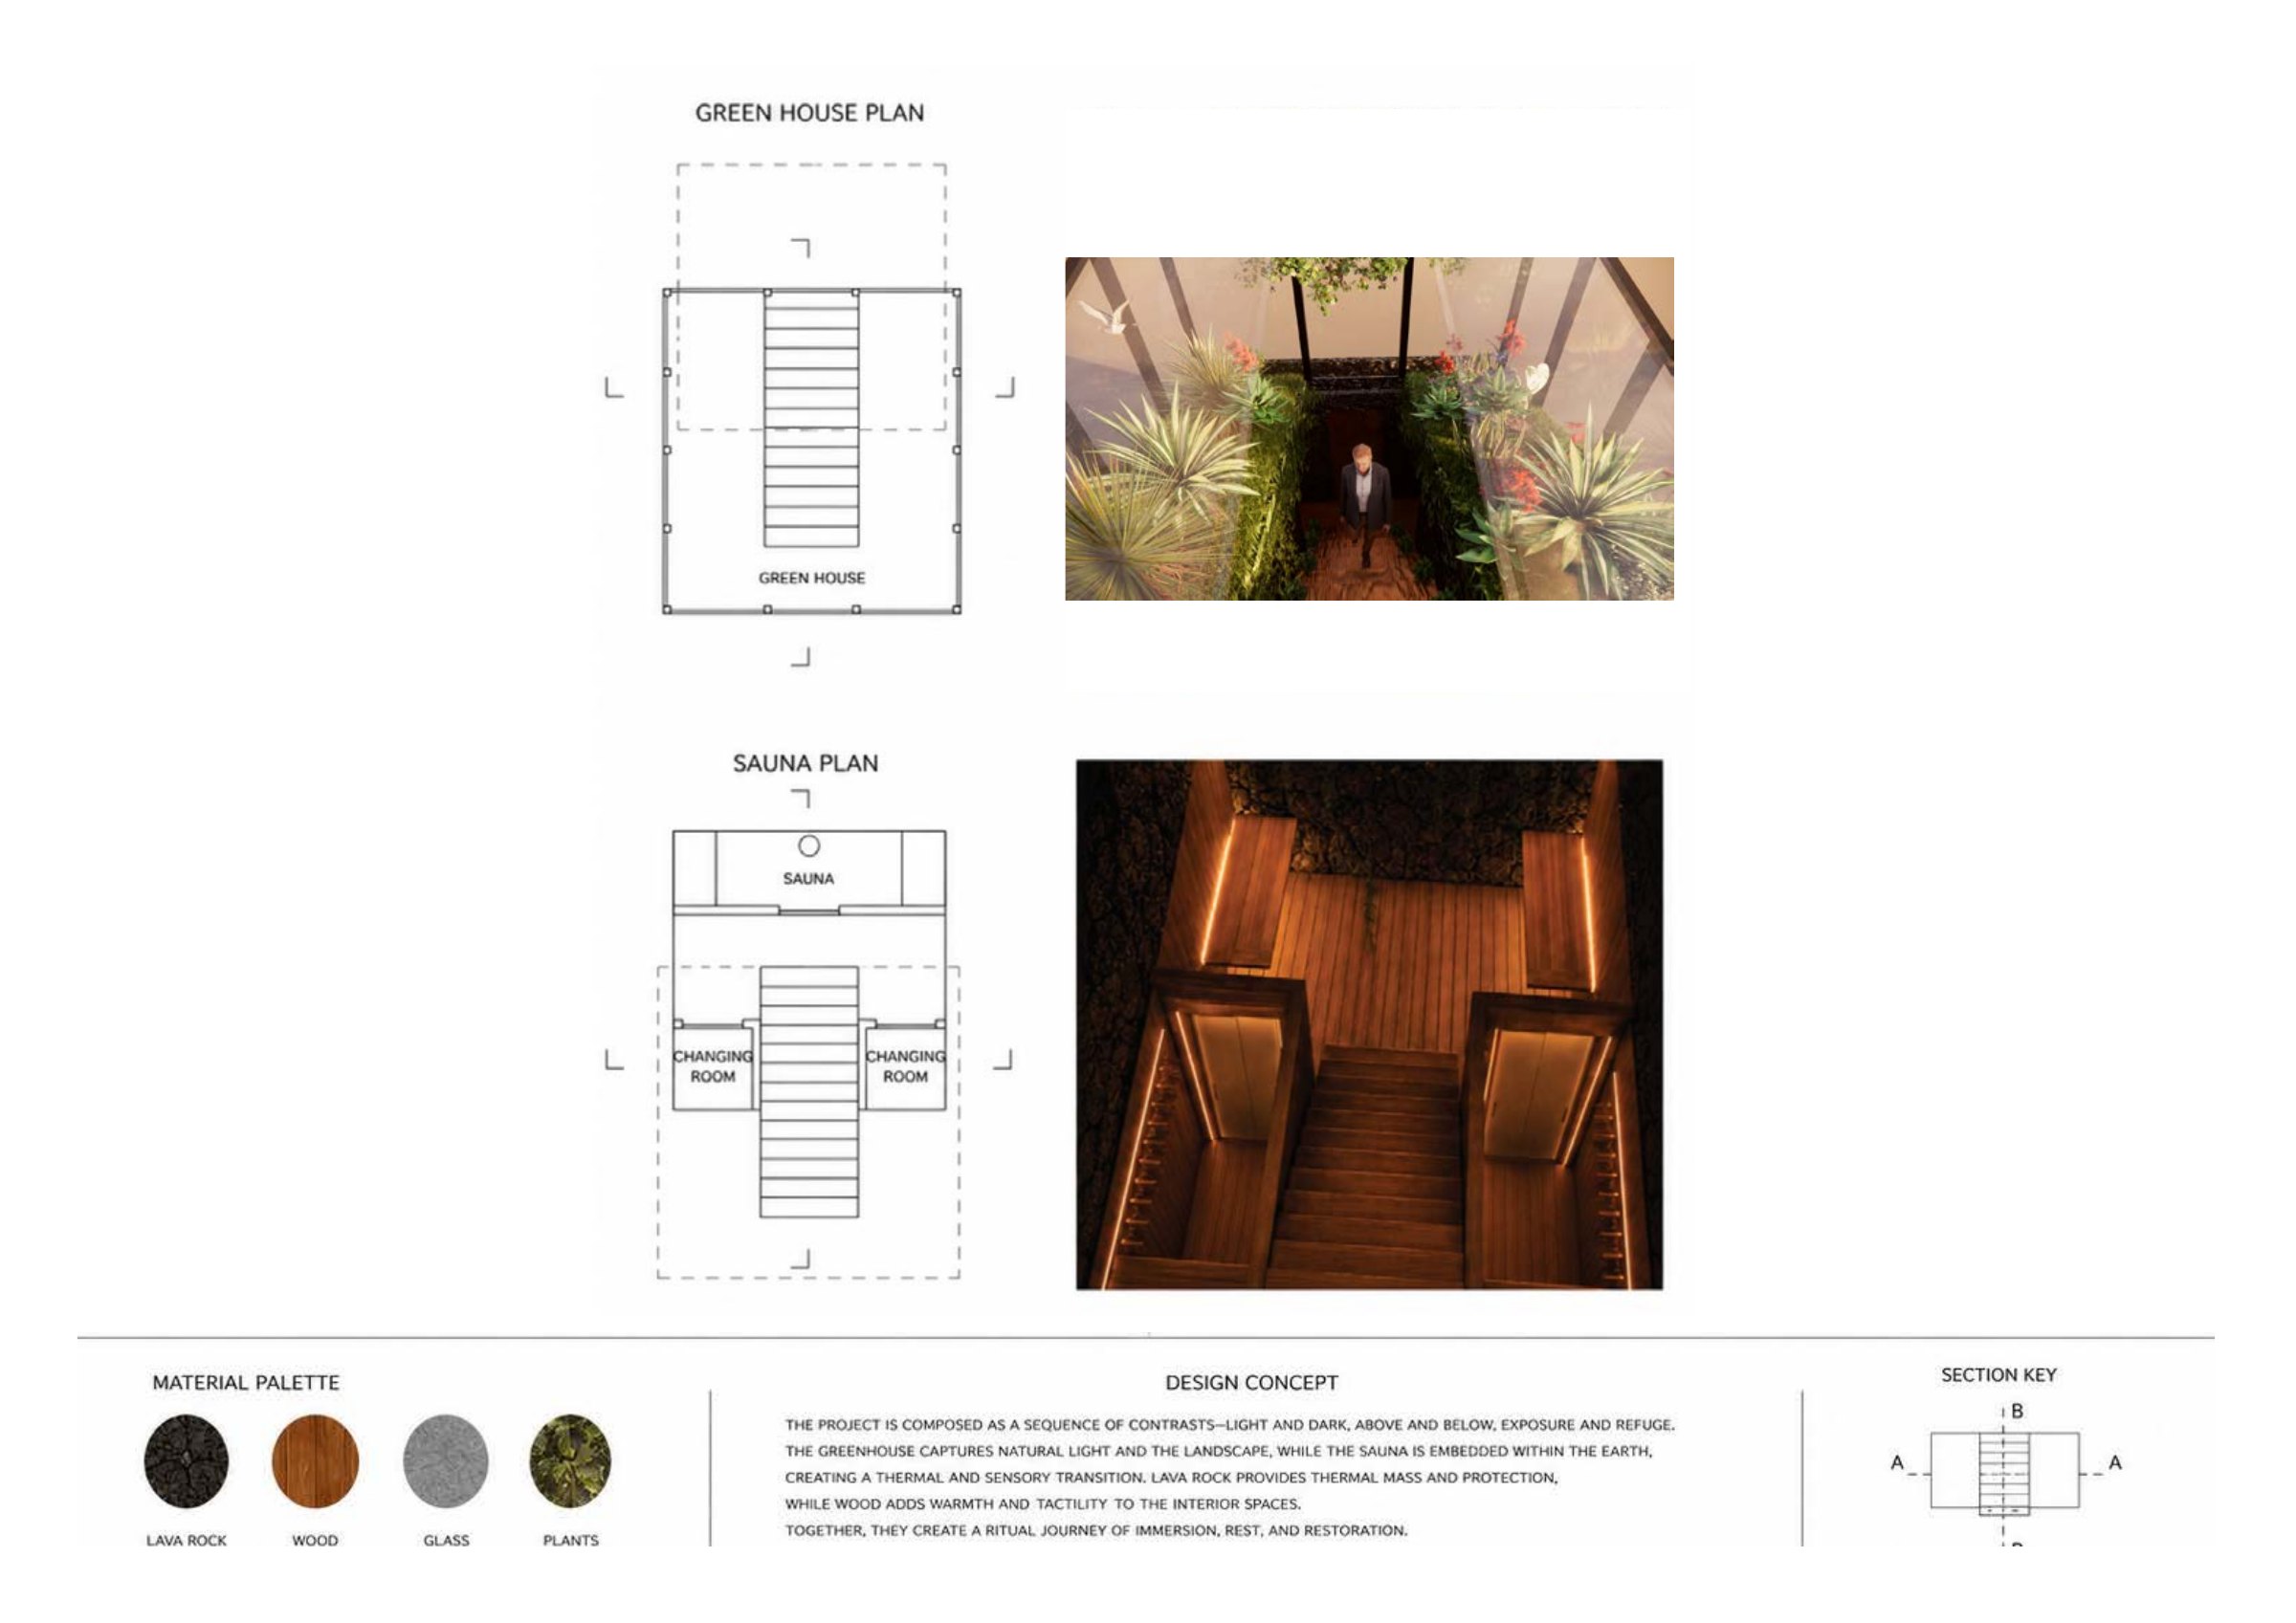 GREEN HOUSE PLAN
GREEN HOUSE
SAUNA PLAN
SAUNA
CHANGING
ROOM
CHANGING
ROOM
MATERIAL PALETTE
LAVA ROCK
WOOD
GLASS
PLANTS
DESIGN CONCEPT
THE PROJECT IS COMPOSED AS A SEQUENCE OF CONTRASTS—LIGHT AND DARK, ABOVE AND BELOW, EXPOSURE AND REFUGE.
THE GREENHOUSE CAPTURES NATURAL LIGHT AND THE LANDSCAPE, WHILE THE SAUNA IS EMBEDDED WITHIN THE EARTH,
CREATING A THERMAL AND SENSORY TRANSITION. LAVA ROCK PROVIDES THERMAL MASS AND PROTECTION,
WHILE WOOD ADDS WARMTH AND TACTILITY TO THE INTERIOR SPACES.
TOGETHER, THEY CREATE A RITUAL JOURNEY OF IMMERSION, REST, AND RESTORATION.
SECTION KEY
B
A
A